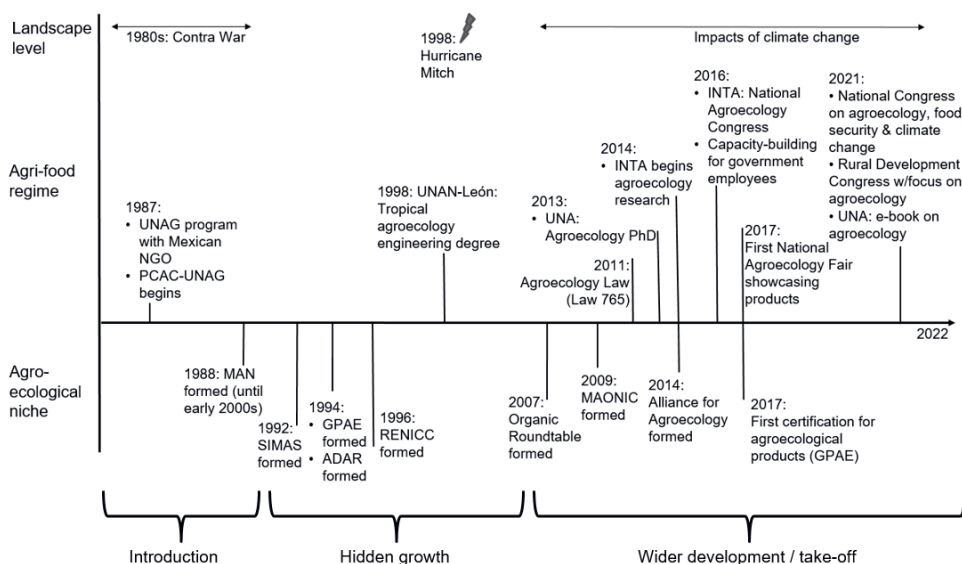 Landscape
level
1980s: Contra War
1998:
Hurricane
Mitch
Impacts of climate change
Agri-food
regime
1987:
• UNAG program
with Mexican
NGO
• PCAC-UNAG
begins
1998: UNAN-León:
Tropical
agroecology
engineering degree
2013:
• UNA:
Agroecology PhD
2011:
Agroecology Law
(Law 765)
2014:
• INTA begins
agroecology
research
2016:
• INTA: National
Agroecology
Congress
• Capacity-building
for government
employees
2017:
First National
Agroecology Fair
showcasing
products
2021:
• National Congress
on agroecology, food
security & climate
change
• Rural Development
Congress w/focus on
agroecology
• UNA: e-book on
agroecology
2022
Agro-
ecological
niche
1988: MAN
formed (until
early 2000s)
1992:
SIMAS
formed
1994:
• GPAE
formed
• ADAR
formed
1996:
RENICC
formed
2007:
Organic
Roundtable
formed
2009:
MAONIC
formed
2014:
Alliance for
Agroecology
formed
2017:
First certification for
agroecological
products (GPAE)
Introduction
Hidden growth
Wider development / take-off